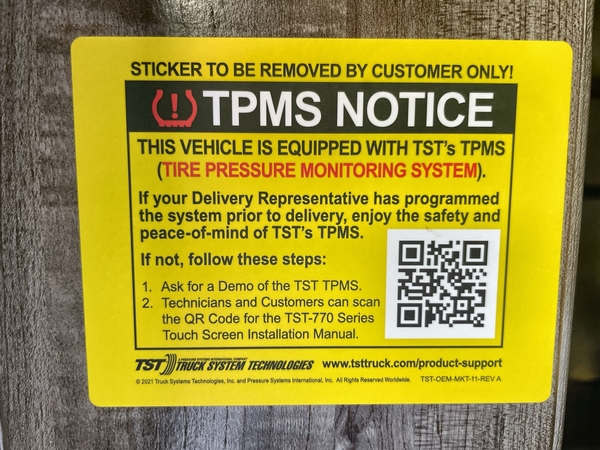 STICKER TO BE REMOVED BY CUSTOMER ONLY!
TPMS NOTICE
THIS VEHICLE IS EQUIPPED WITH TST's TPMS
(TIRE PRESSURE MONITORING SYSTEM).
If your Delivery Representative has programmed
the system prior to delivery, enjoy the safety and
peace-of-mind of TST's TPMS.
If not, follow these steps:
1. Ask for a Demo of the TST TPMS.
2. Technicians and Customers can scan
the QR Code for the TST-770 Series
Touch Screen Installation Manual.
A PRESSURE SYSTEMS INTERNATIONAL COMPANY
TST TRUCK SYSTEM TECHNOLOGIES www.tsttruck.com/product-support
© 2021 Truck Systems Technologies, Inc. and Pressure Systems International, Inc. All Rights Reserved Worldwide. TST-OEM-MKT-11-REV A